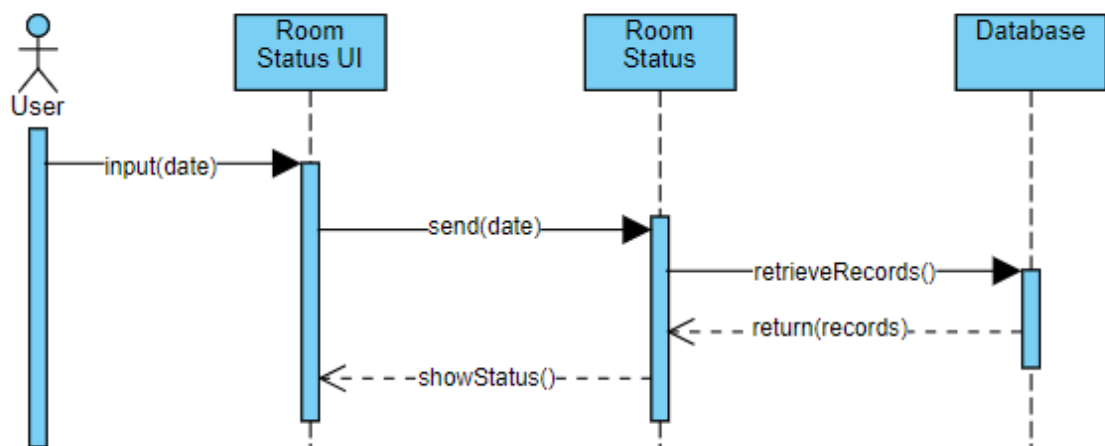 Room
Status UI
Room
Status
Database
User
input(date)
send(date)
retrieveRecords()
return(records)
showStatus()